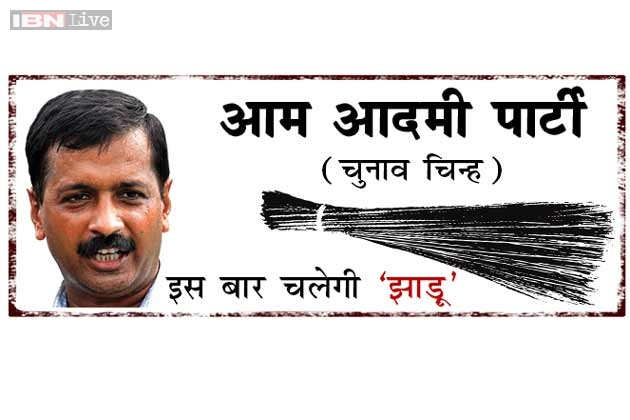 IBN Live
आम आदमी पार्टी
(चुनाव चिन्ह)
इस बार चलेगी 'झाड़ू'